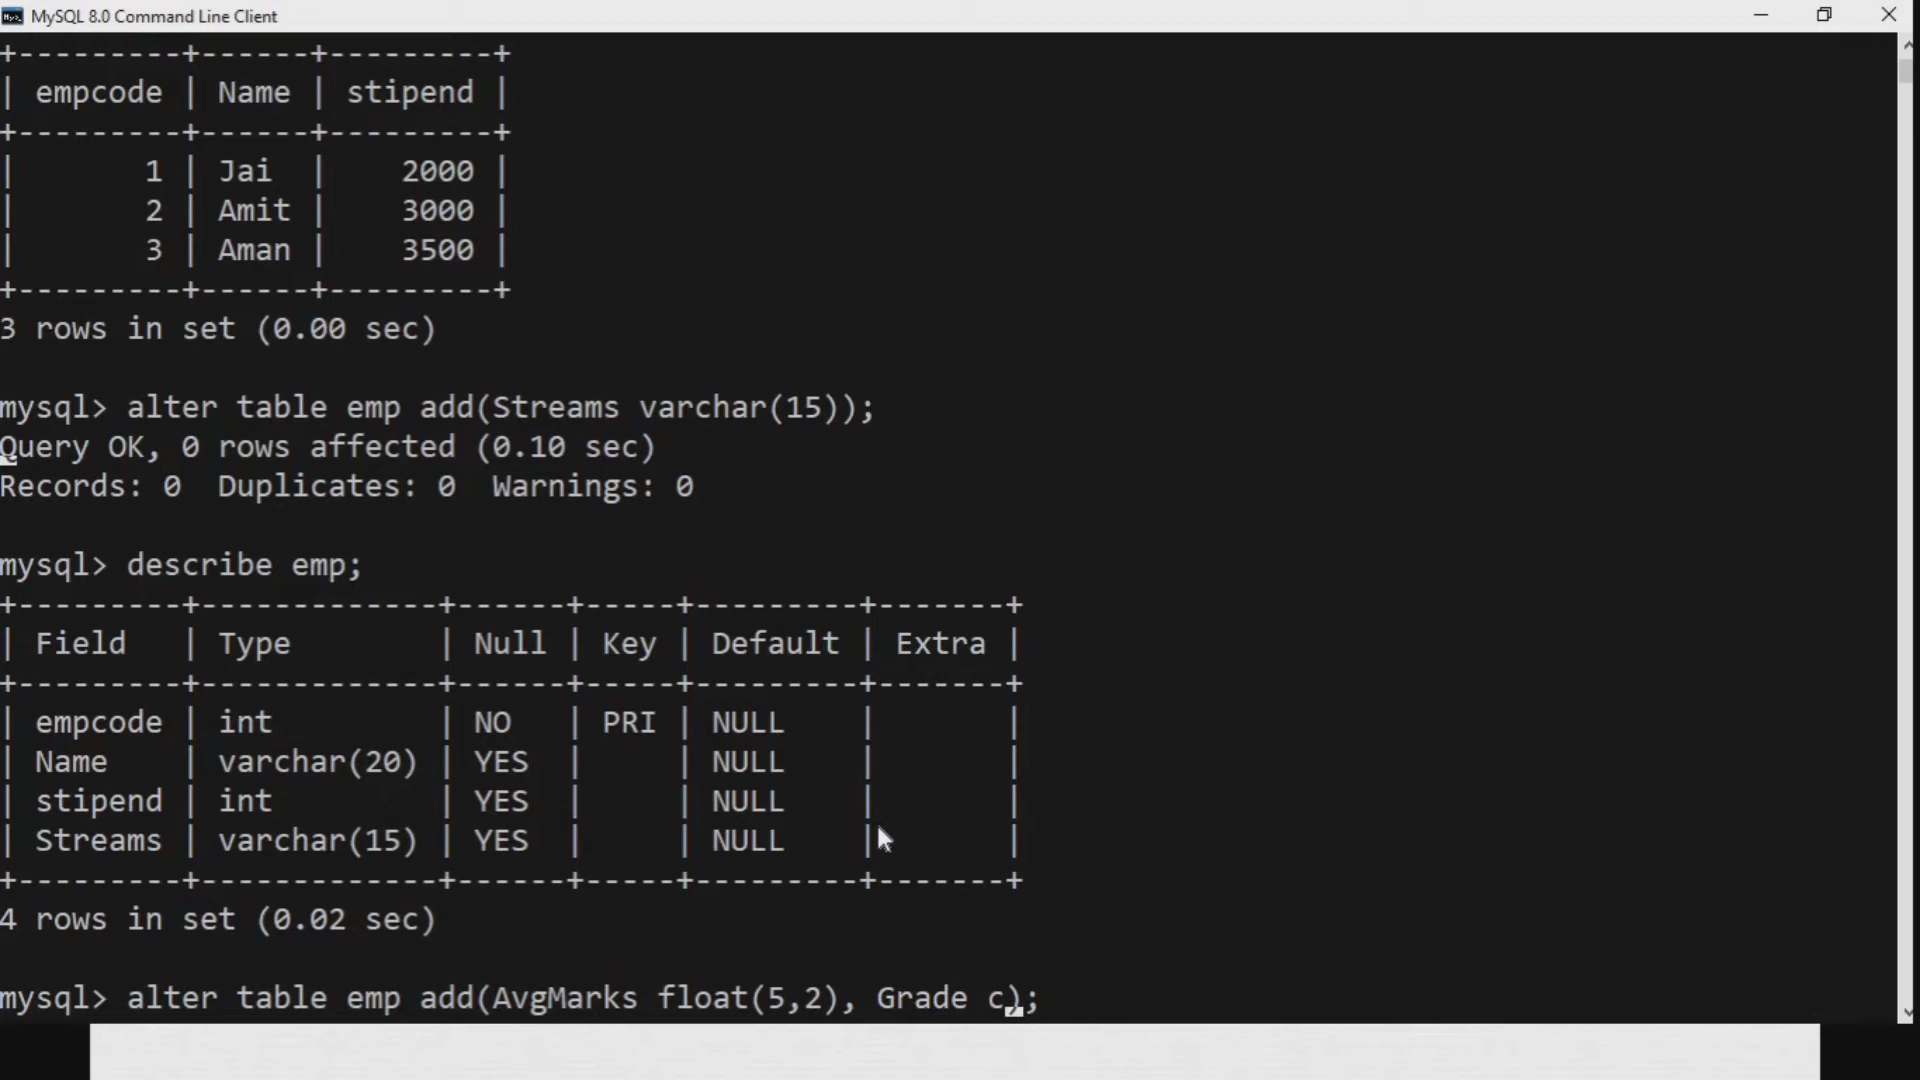 MySQL 8.0 Command Line Client
+---------+------+---------+
| empcode | Name | stipend |
+---------+------+---------+
|       1 | Jai  |    2000 |
|       2 | Amit |    3000 |
|       3 | Aman |    3500 |
+---------+------+---------+
3 rows in set (0.00 sec)
mysql> alter table emp add(Streams varchar(15));
Query OK, 0 rows affected (0.10 sec)
Records: 0  Duplicates: 0  Warnings: 0
mysql> describe emp;
+----------+-------------+------+-----+---------+-------+
| Field    | Type        | Null | Key | Default | Extra |
+----------+-------------+------+-----+---------+-------+
| empcode  | int         | NO   | PRI | NULL    |       |
| Name     | varchar(20) | YES  |     | NULL    |       |
| stipend  | int         | YES  |     | NULL    |       |
| Streams  | varchar(15) | YES  |     | NULL    |       |
+----------+-------------+------+-----+---------+-------+
4 rows in set (0.02 sec)
mysql> alter table emp add(AvgMarks float(5,2), Grade c);